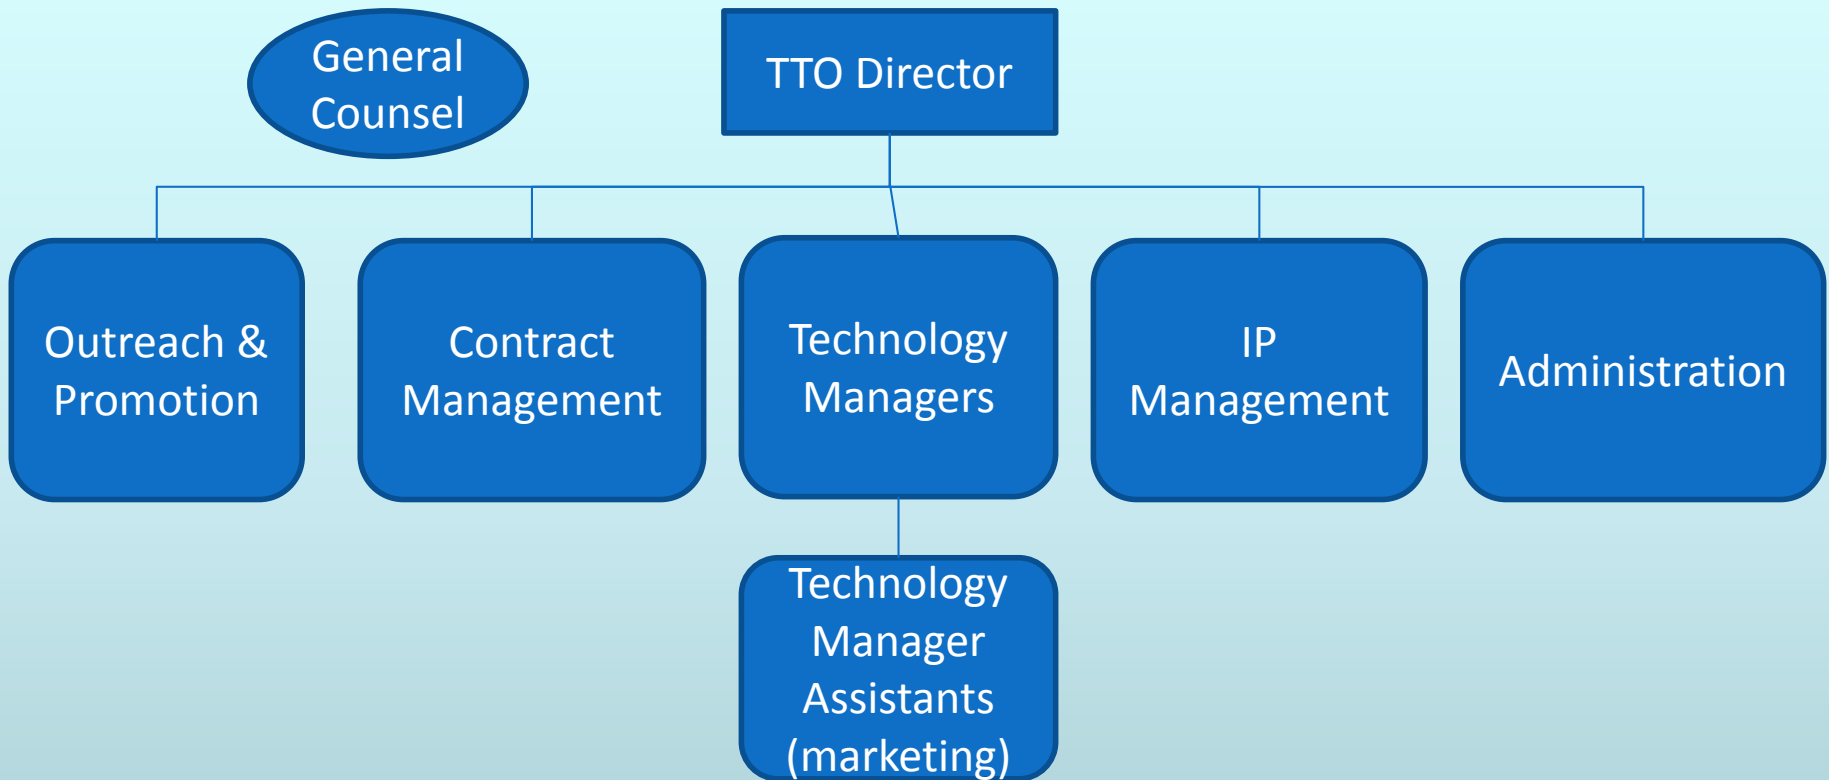 General
Counsel
TTO Director
Outreach &
Promotion
Contract
Management
Technology
Managers
IP
Management
Administration
Technology
Manager
Assistants
(marketing)